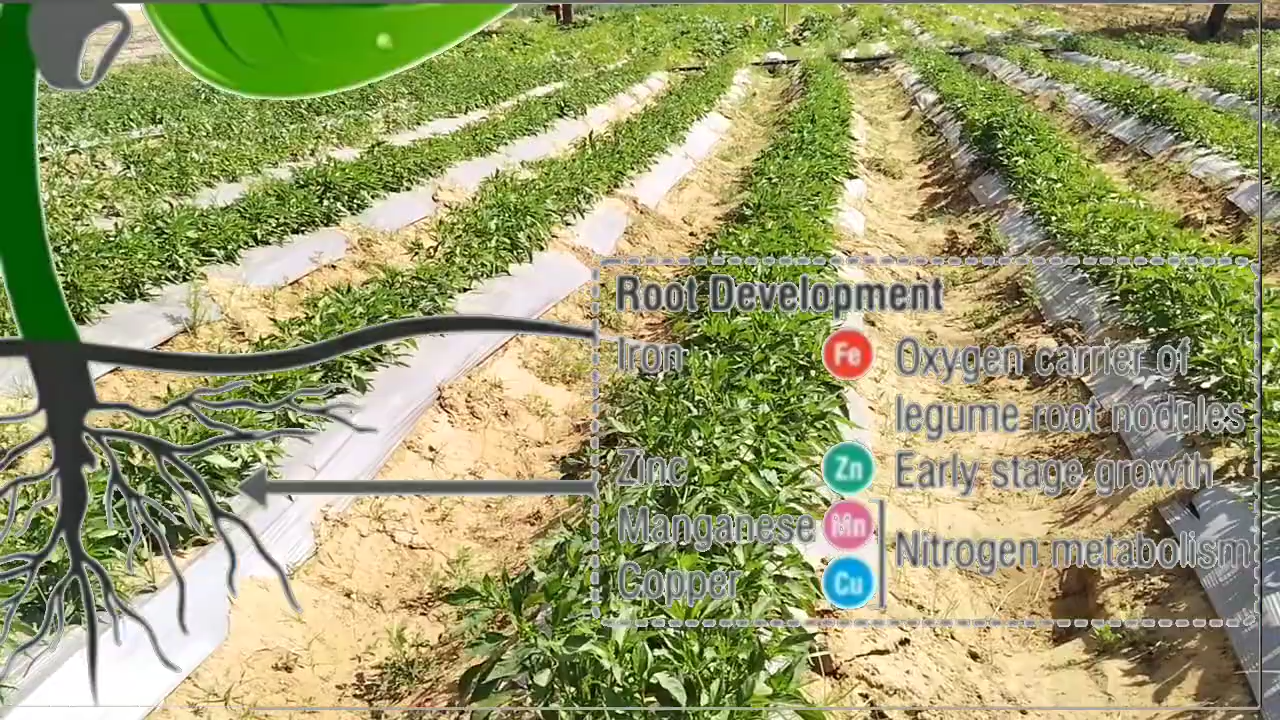 Root Development
Iron Fe Oxygen carrier of
legume root nodules
Zinc Zn Early stage growth
Manganese Mn
Nitrogen metabolism
Copper Cu